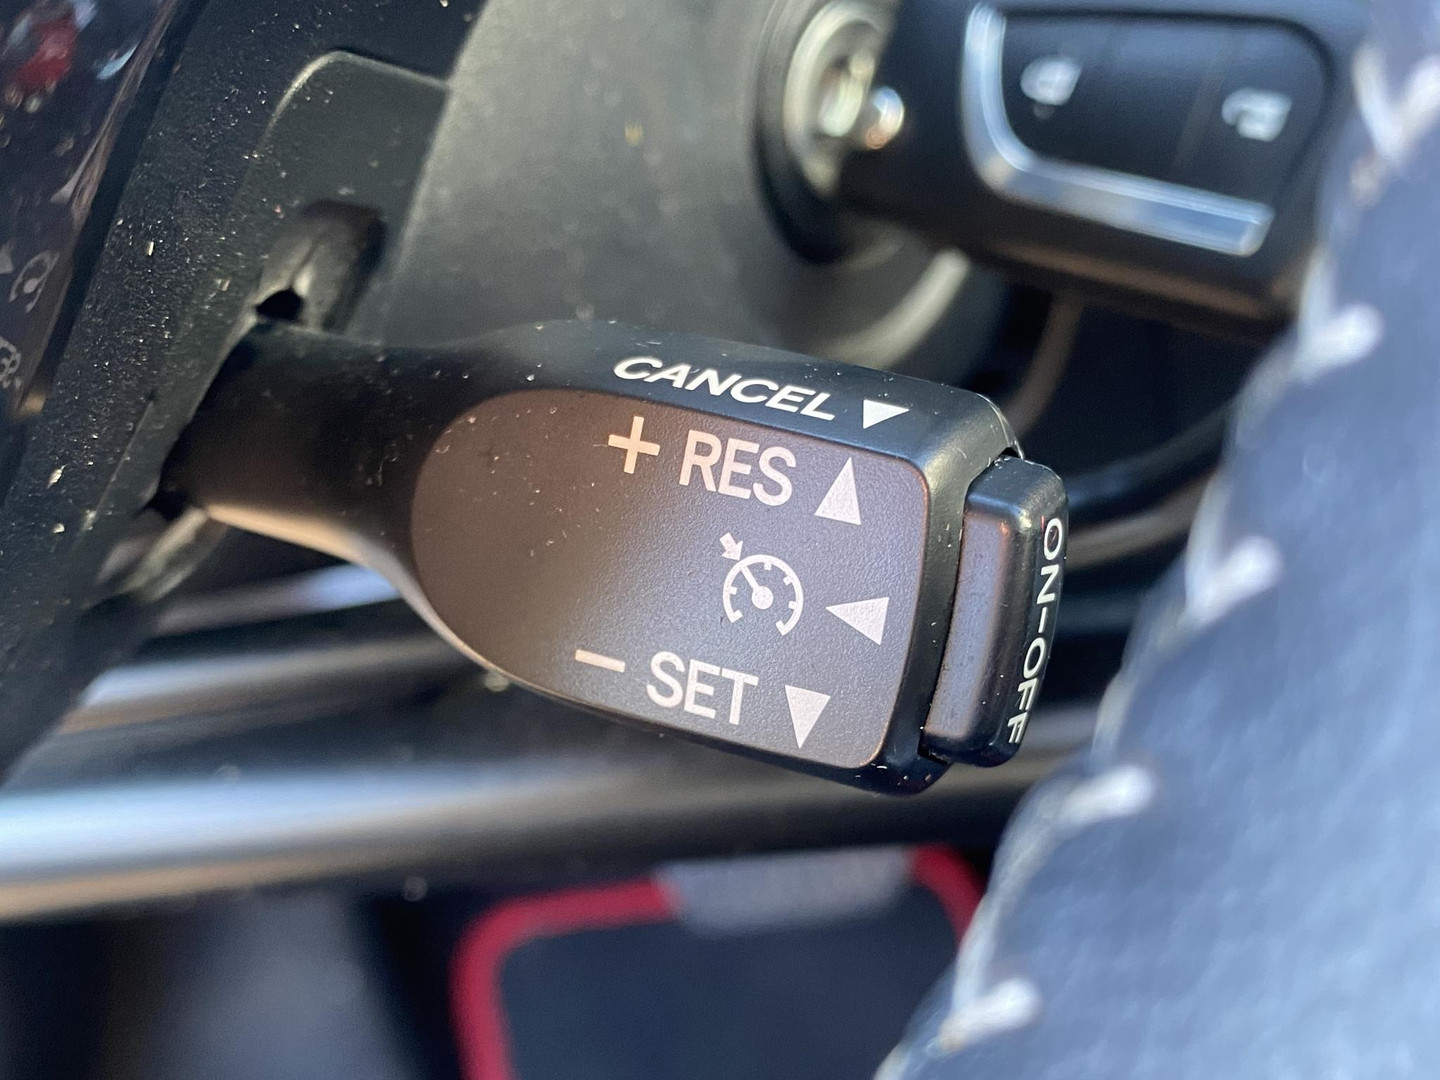 CANCEL ▼
+ RES ▲
◀
− SET ▼
ON-OFF